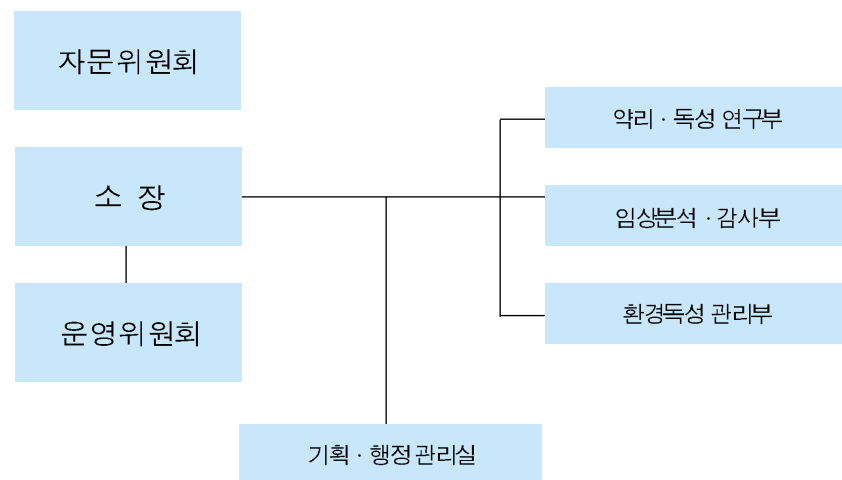 자문위원회
소 장
운영위원회
약리 · 독성 연구부
임상분석 · 감사부
환경독성 관리부
기획 · 행정 관리실